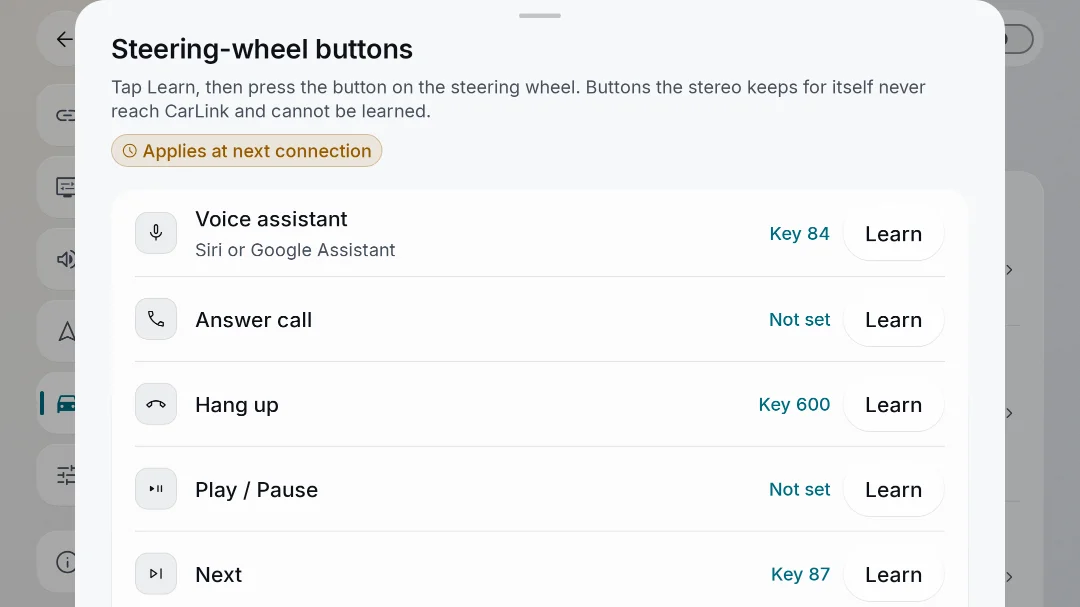 Steering-wheel buttons
Tap Learn, then press the button on the steering wheel. Buttons the stereo keeps for itself never
reach CarLink and cannot be learned.
Applies at next connection
Voice assistant
Siri or Google Assistant
Key 84
Learn
Answer call
Not set
Learn
Hang up
Key 600
Learn
Play / Pause
Not set
Learn
Next
Key 87
Learn